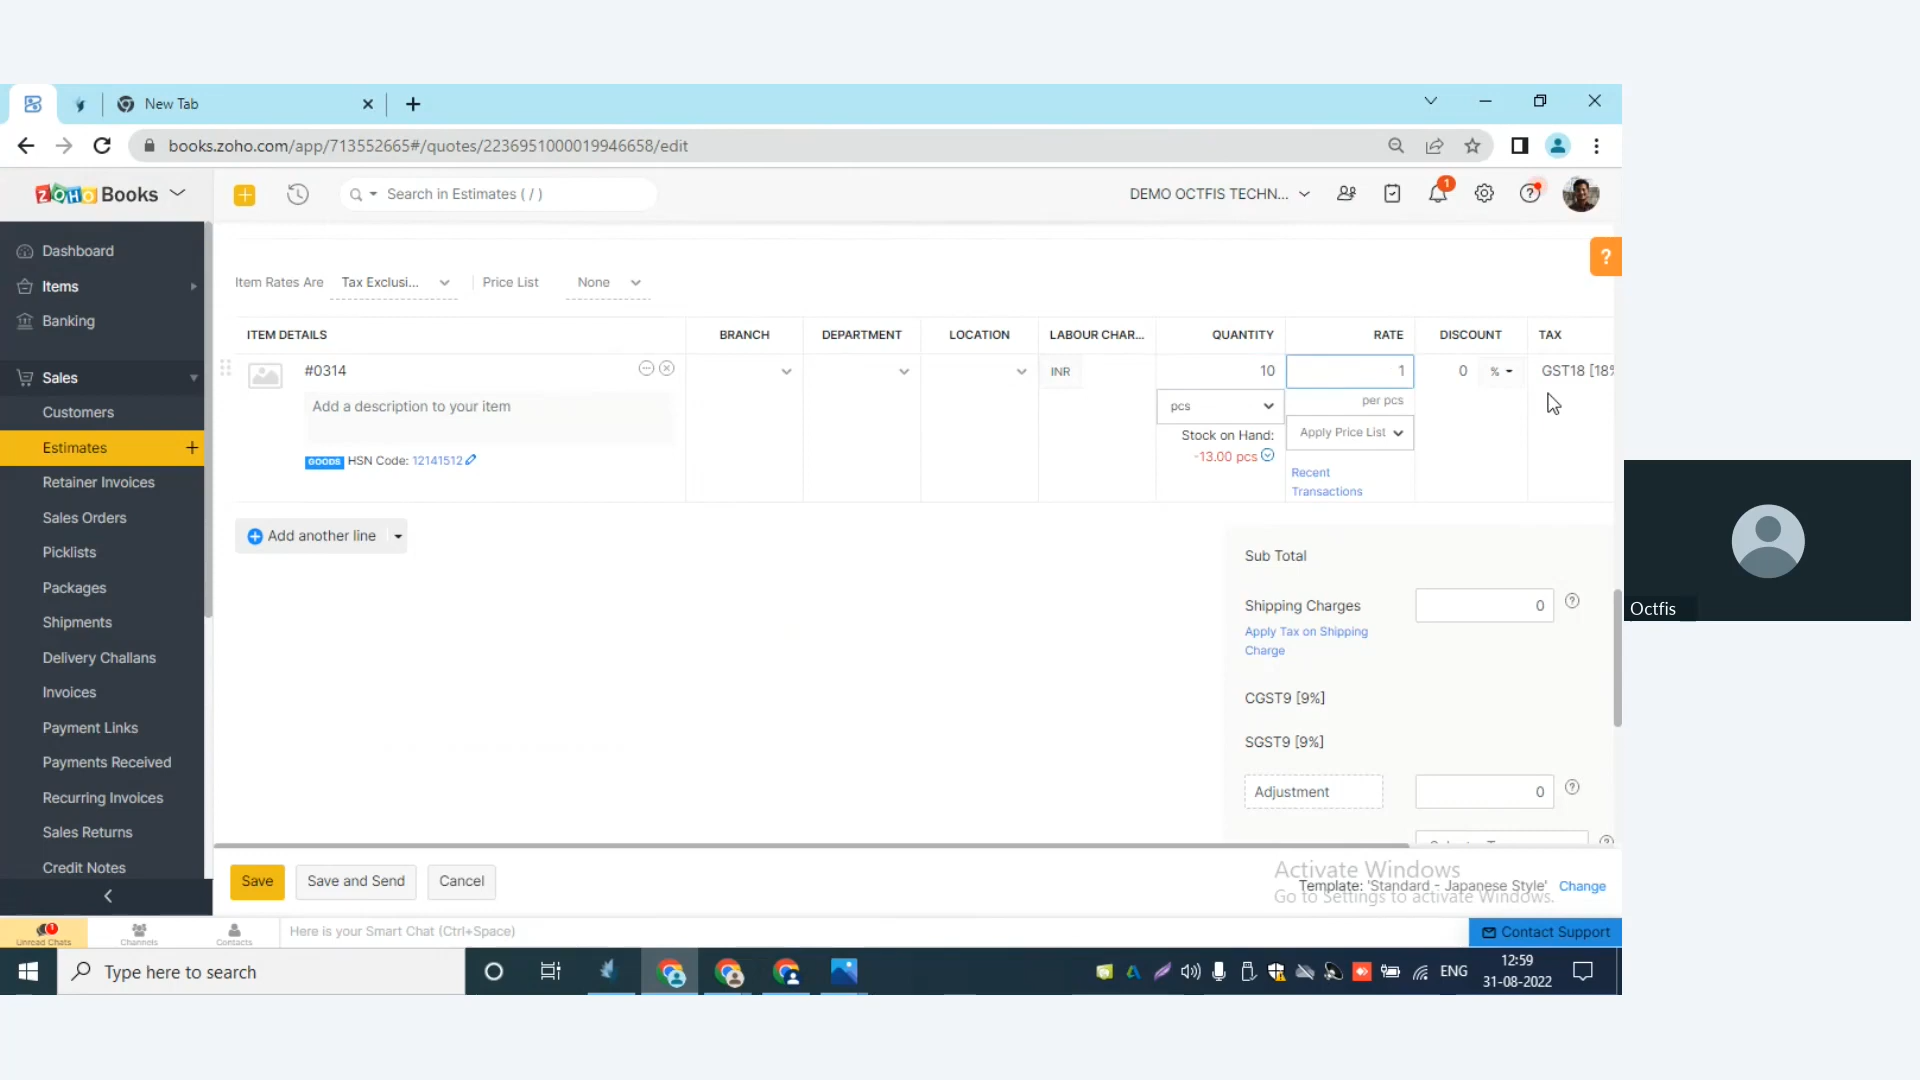 New Tab
books.zoho.com/app/713552665#/quotes/2236951000019946658/edit
ZOHO Books
Search in Estimates ( / )
DEMO OCTFIS TECHN...
1
?
Dashboard
Items
Banking
Sales
Customers
Estimates
Retainer Invoices
Sales Orders
Picklists
Packages
Shipments
Delivery Challans
Invoices
Payment Links
Payments Received
Recurring Invoices
Sales Returns
Credit Notes
Item Rates Are Tax Exclusi... Price List None
ITEM DETAILS BRANCH DEPARTMENT LOCATION LABOUR CHAR... QUANTITY RATE DISCOUNT TAX
#0314 INR 10 1 0 % GST18 [18%
Add a description to your item
pcs
per pcs
Stock on Hand:
-13.00 pcs
Apply Price List
GOODS HSN Code: 12141512
Recent
Transactions
Add another line
Sub Total
Shipping Charges 0
Apply Tax on Shipping
Charge
CGST9 [9%]
SGST9 [9%]
Adjustment 0
Save
Save and Send
Cancel
Activate Windows
Go to Settings to activate Windows.
Template: 'Standard - Japanese Style' Change
Unread Chats
Channels
Contacts
Here is your Smart Chat (Ctrl+Space)
Contact Support
Type here to search
ENG
12:59
31-08-2022
Octfis